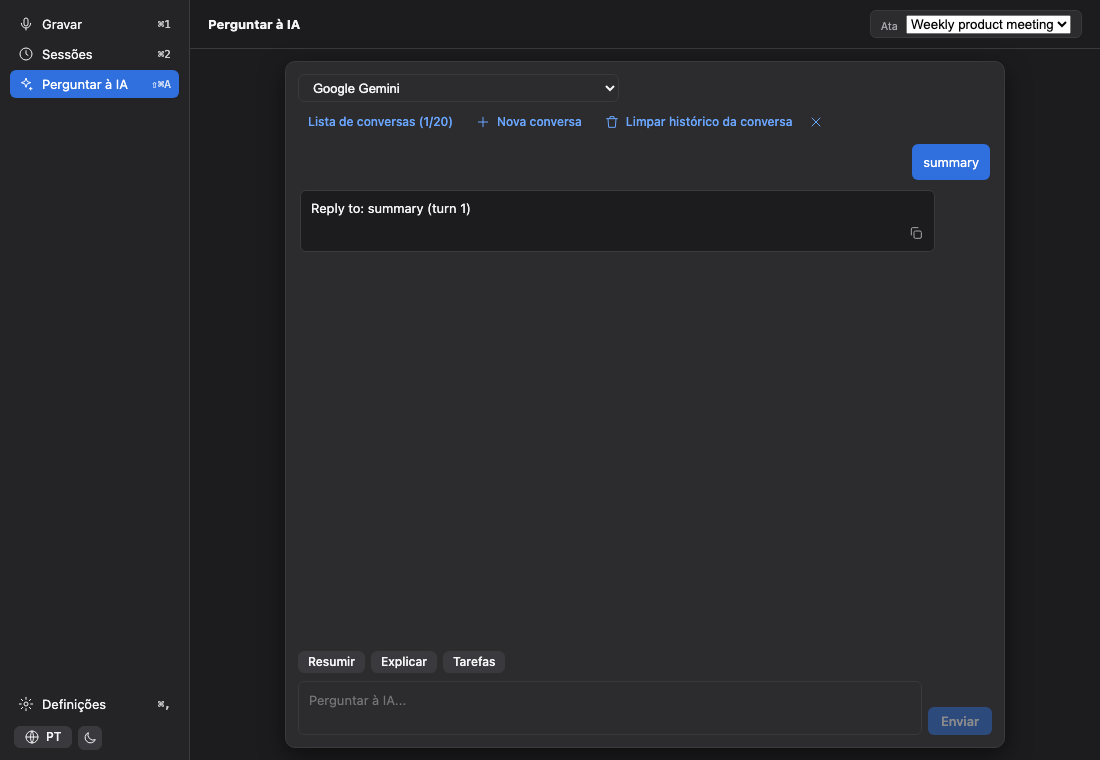 Gravar ⌘1
Sessões ⌘2
Perguntar à IA ⇧⌘A
Perguntar à IA
Ata Weekly product meeting
Google Gemini
Lista de conversas (1/20) + Nova conversa Limpar histórico da conversa
summary
Reply to: summary (turn 1)
Resumir Explicar Tarefas
Perguntar à IA...
Enviar
Definições ⌘,
PT